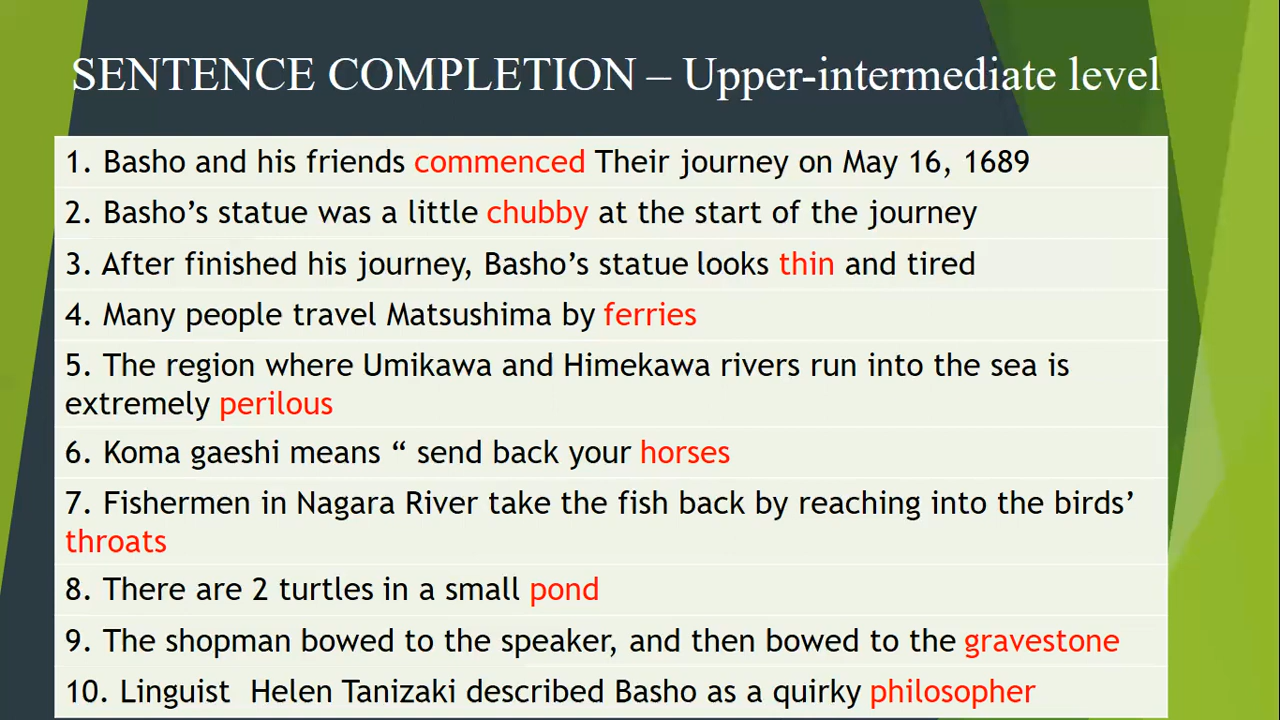 SENTENCE COMPLETION – Upper-intermediate level
1. Basho and his friends commenced Their journey on May 16, 1689
2. Basho’s statue was a little chubby at the start of the journey
3. After finished his journey, Basho’s statue looks thin and tired
4. Many people travel Matsushima by ferries
5. The region where Umikawa and Himekawa rivers run into the sea is
extremely perilous
6. Koma gaeshi means “ send back your horses
7. Fishermen in Nagara River take the fish back by reaching into the birds’
throats
8. There are 2 turtles in a small pond
9. The shopman bowed to the speaker, and then bowed to the gravestone
10. Linguist  Helen Tanizaki described Basho as a quirky philosopher